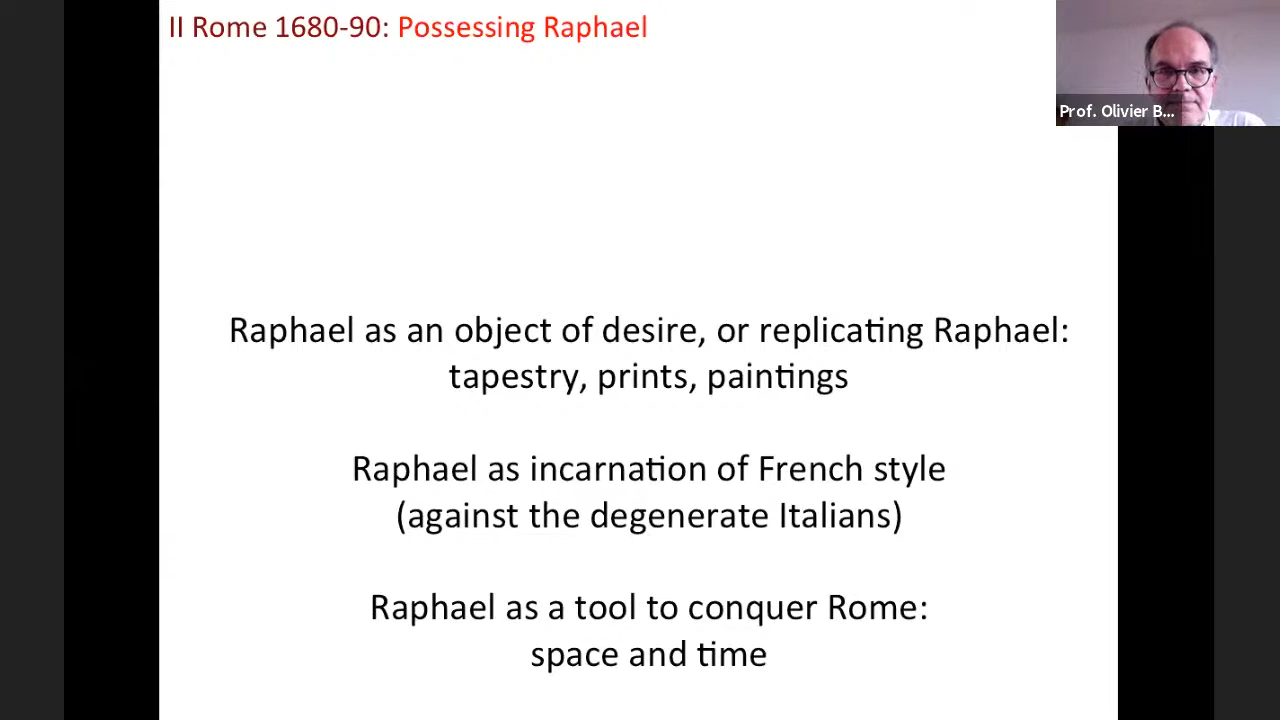 II Rome 1680-90: Possessing Raphael
Prof. Olivier B...
Raphael as an object of desire, or replicating Raphael:
tapestry, prints, paintings
Raphael as incarnation of French style
(against the degenerate Italians)
Raphael as a tool to conquer Rome:
space and time